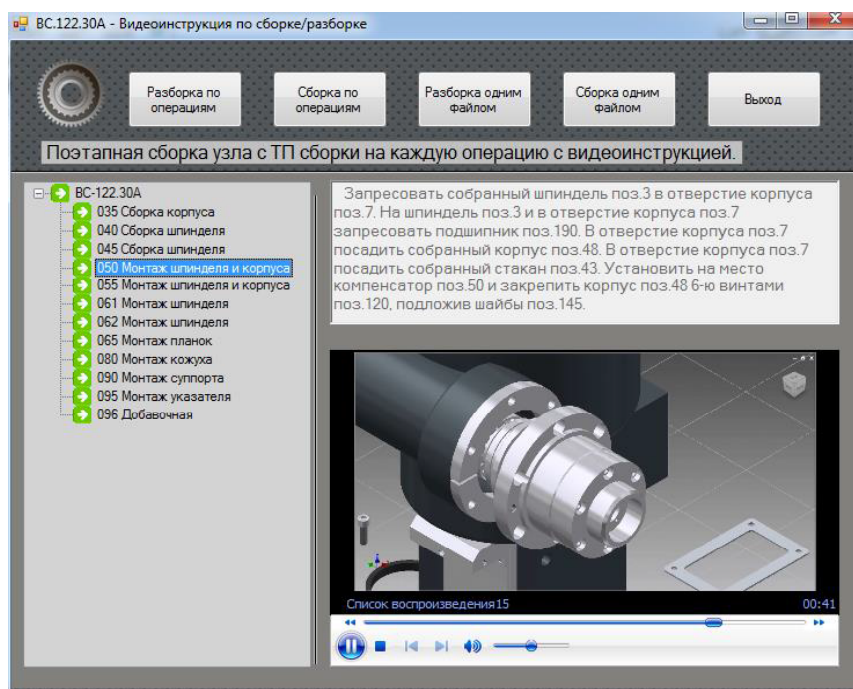 ВС.122.30А - Видеоинструкция по сборке/разборке
Разборка по
операциям
Сборка по
операциям
Разборка одним
файлом
Сборка одним
файлом
Выход
Поэтапная сборка узла с ТП сборки на каждую операцию с видеоинструкцией.
ВС-122.30А
035 Сборка корпуса
040 Сборка шпинделя
045 Сборка шпинделя
050 Монтаж шпинделя и корпуса
055 Монтаж шпинделя и корпуса
061 Монтаж шпинделя
062 Монтаж шпинделя
065 Монтаж планок
080 Монтаж кожуха
090 Монтаж суппорта
095 Монтаж указателя
096 Добавочная
Запресовать собранный шпиндель поз.3 в отверстие корпуса
поз.7. На шпиндель поз.3 и в отверстие корпуса поз.7
запресовать подшипник поз.190. В отверстие корпуса поз.7
посадить собранный корпус поз.48. В отверстие корпуса поз.7
посадить собранный стакан поз.43. Установить на место
компенсатор поз.50 и закрепить корпус поз.48 6-ю винтами
поз.120, подложив шайбы поз.145.
Список воспроизведения15
00:41